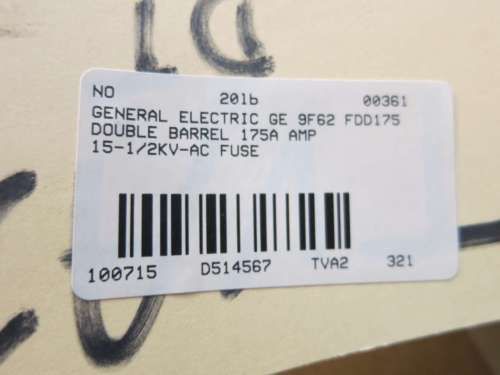 NO 20lb 00361
GENERAL ELECTRIC GE 9F62 FDD175
DOUBLE BARREL 175A AMP
15-1/2KV-AC FUSE
100715 D514567 TVA2 321